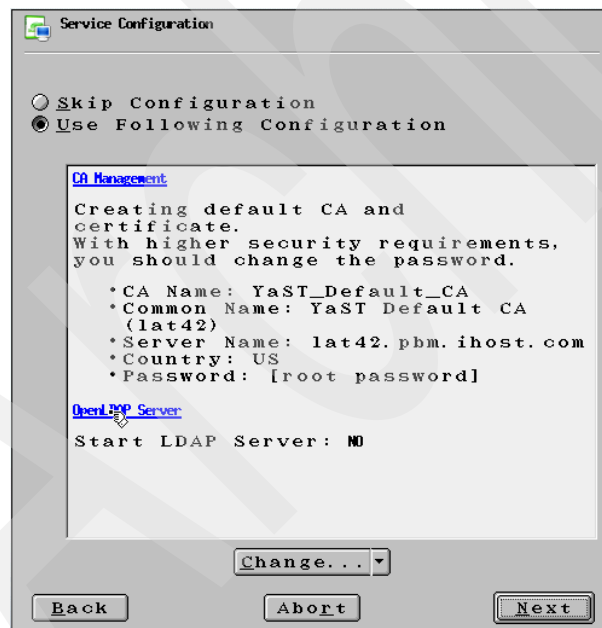 Service Configuration
Skip Configuration
Use Following Configuration
CA Management
Creating default CA and
certificate.
With higher security requirements,
you should change the password.
•CA Name: YaST_Default_CA
•Common Name: YaST Default CA
(lat42)
•Server Name: lat42.pbm.ihost.com
•Country: US
•Password: [root password]
OpenLDAP Server
Start LDAP Server: NO
Change...
Back
Abort
Next